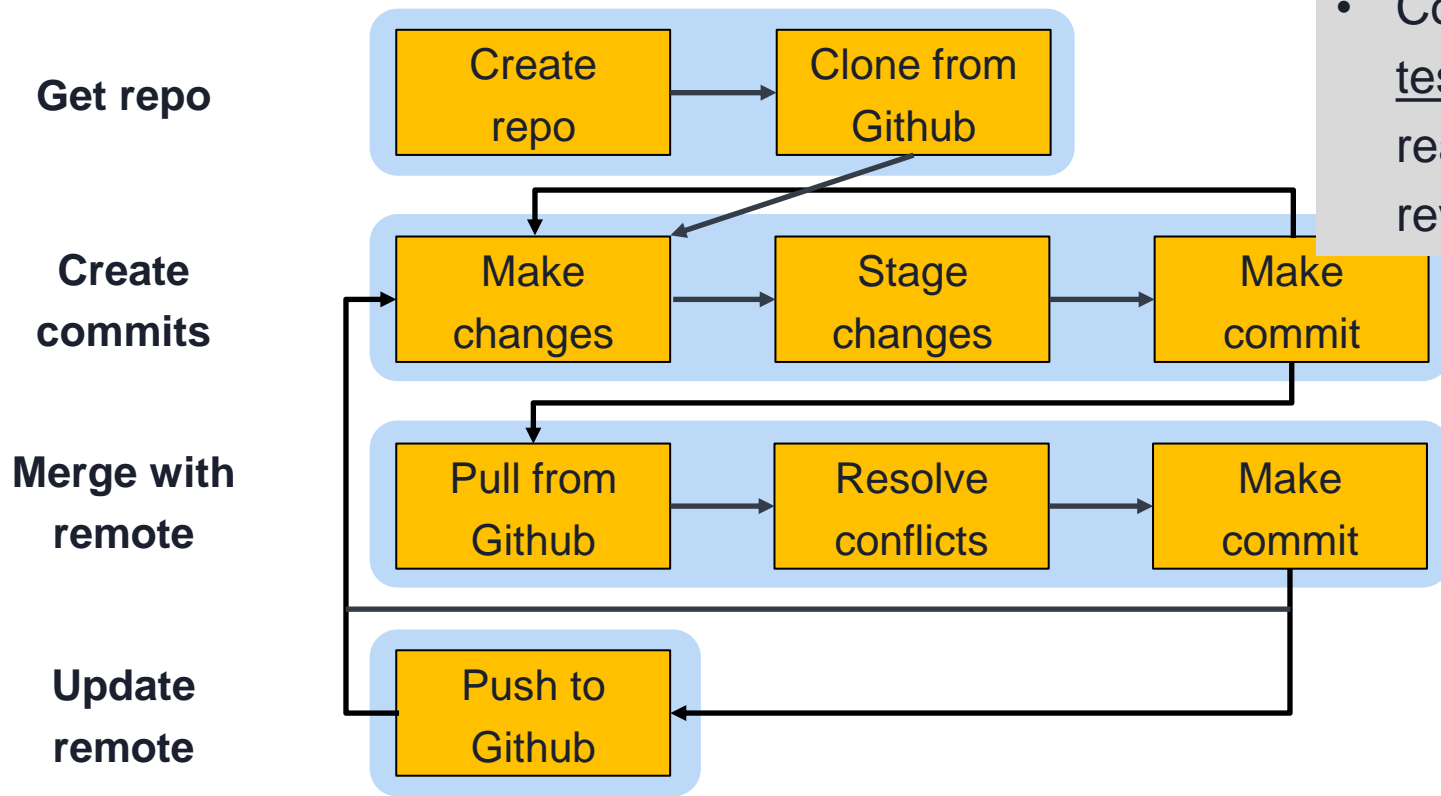 Get repo
Create
repo
Clone from
Github
Create
commits
Make
changes
Stage
changes
Make
commit
Merge with
remote
Pull from
Github
Resolve
conflicts
Make
commit
Update
remote
Push to
Github